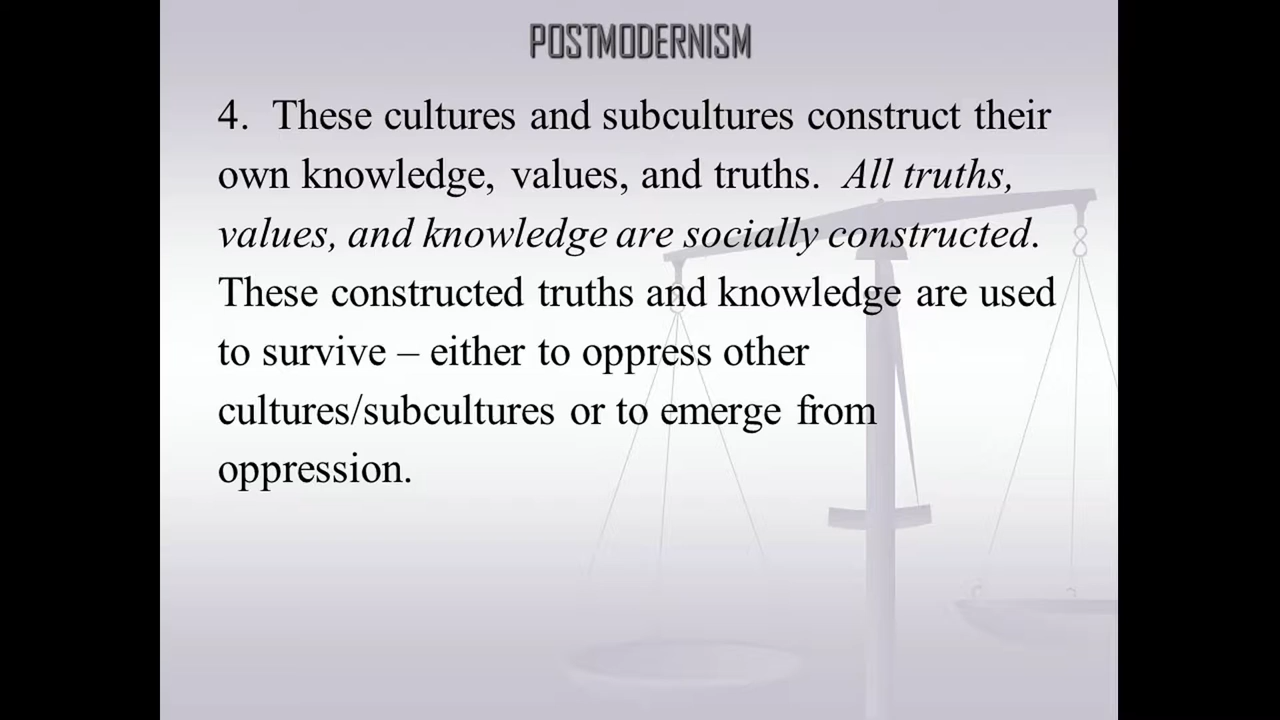 POSTMODERNISM
4. These cultures and subcultures construct their
own knowledge, values, and truths. All truths,
values, and knowledge are socially constructed.
These constructed truths and knowledge are used
to survive – either to oppress other
cultures/subcultures or to emerge from
oppression.